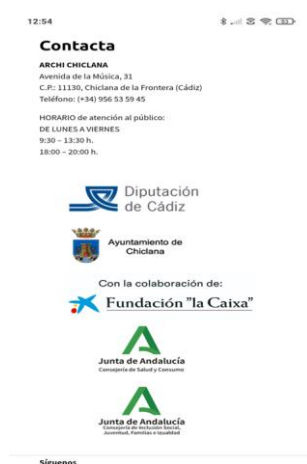 12:54
Contacta
ARCHI CHICLANA
Avenida de la Música, 31
C.P.: 11130, Chiclana de la Frontera (Cádiz)
Teléfono: (+34) 956 53 59 45
HORARIO de atención al público:
DE LUNES A VIERNES
9:30 – 13:30 h.
18:00 – 20:00 h.
Diputación
de Cádiz
Ayuntamiento de
Chiclana
Con la colaboración de:
Fundación "la Caixa"
Junta de Andalucía
Consejería de Salud y Consumo
Junta de Andalucía
Consejería de Inclusión Social,
Juventud, Familias e Igualdad
Síguenos